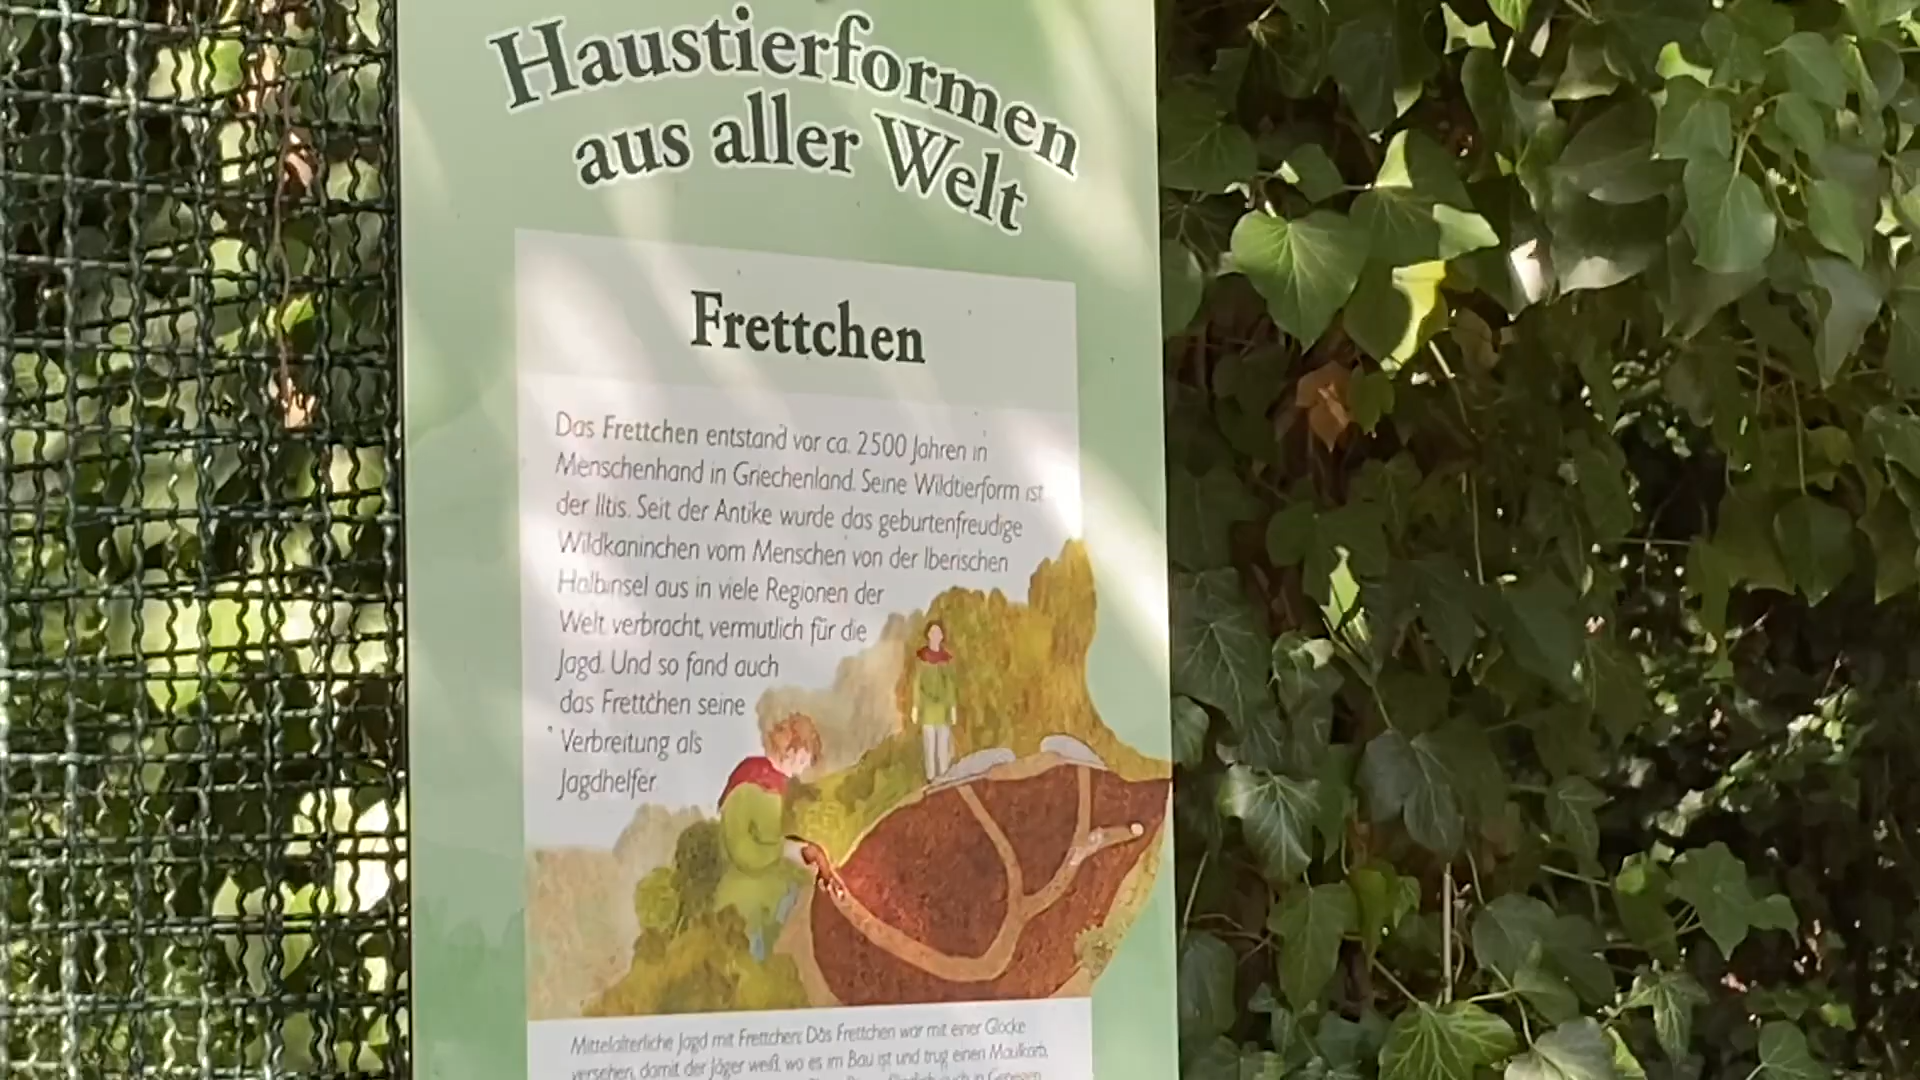 Haustierformen
aus aller Welt
Frettchen
Das Frettchen entstand vor ca. 2500 Jahren in
Menschenhand in Griechenland. Seine Wildtierform ist
der Iltis. Seit der Antike wurde das geburtenfreudige
Wildkaninchen vom Menschen von der Iberischen
Halbinsel aus in viele Regionen der
Welt verbracht, vermutlich für die
Jagd. Und so fand auch
das Frettchen seine
Verbreitung als
Jagdhelfer.
Mittelalterliche Jagd mit Frettchen: Das Frettchen war mit einer Glocke
versehen, damit der Jäger weiß, wo es im Bau ist und trug einen Maulkorb,